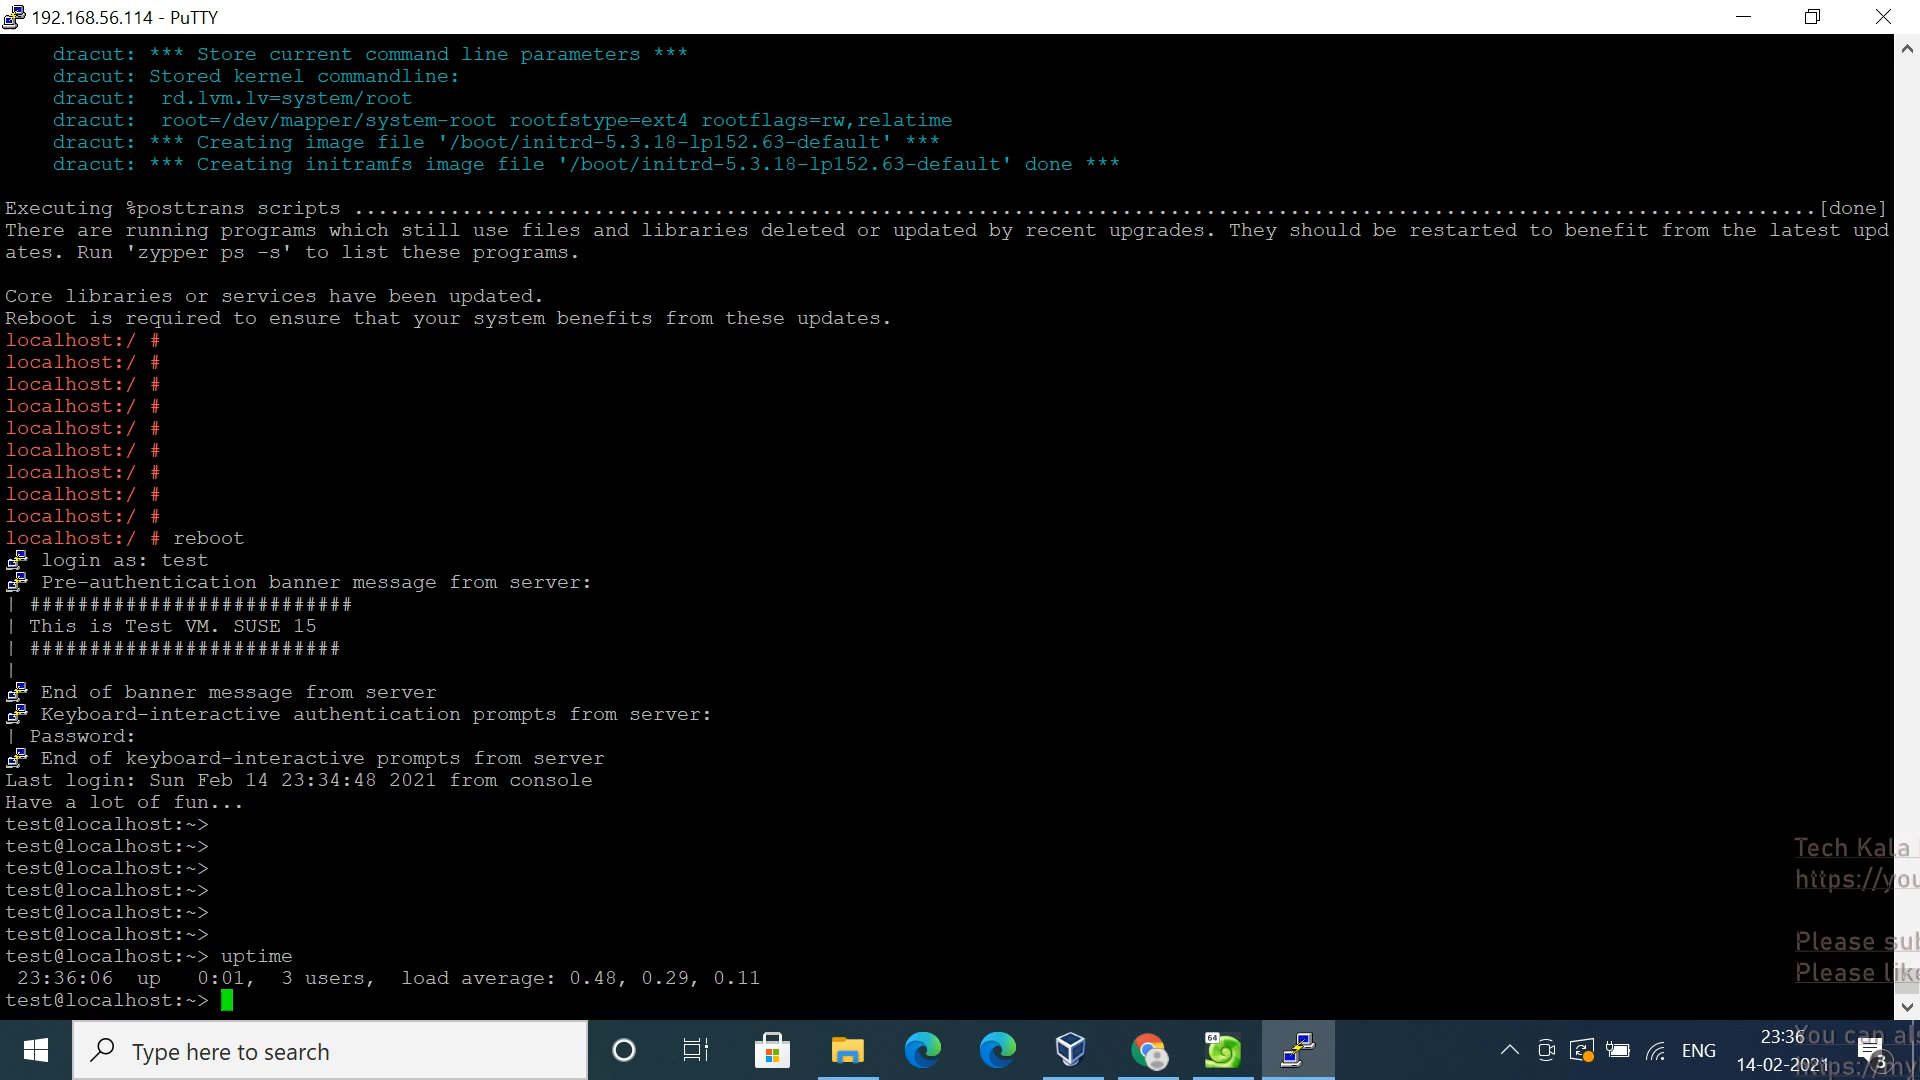 192.168.56.114 - PuTTY
dracut: *** Store current command line parameters ***
dracut: Stored kernel commandline:
dracut:  rd.lvm.lv=system/root
dracut:  root=/dev/mapper/system-root rootfstype=ext4 rootflags=rw,relatime
dracut: *** Creating image file '/boot/initrd-5.3.18-lp152.63-default' ***
dracut: *** Creating initramfs image file '/boot/initrd-5.3.18-lp152.63-default' done ***
Executing %posttrans scripts ..........................................................................................................................[done]
There are running programs which still use files and libraries deleted or updated by recent upgrades. They should be restarted to benefit from the latest upd
ates. Run 'zypper ps -s' to list these programs.
Core libraries or services have been updated.
Reboot is required to ensure that your system benefits from these updates.
localhost:/ #
localhost:/ #
localhost:/ #
localhost:/ #
localhost:/ #
localhost:/ #
localhost:/ #
localhost:/ #
localhost:/ #
localhost:/ # reboot
login as: test
Pre-authentication banner message from server:
| ###########################
| This is Test VM. SUSE 15
| ##########################
|
End of banner message from server
Keyboard-interactive authentication prompts from server:
| Password:
End of keyboard-interactive prompts from server
Last login: Sun Feb 14 23:34:48 2021 from console
Have a lot of fun...
test@localhost:~>
test@localhost:~>
test@localhost:~>
test@localhost:~>
test@localhost:~>
test@localhost:~>
test@localhost:~> uptime
23:36:06  up   0:01,  3 users,  load average: 0.48, 0.29, 0.11
test@localhost:~>
Tech Kala
https://you
Please sub
Please like
You can als
https://my
Type here to search
64
ENG
23:36
14-02-2021
3